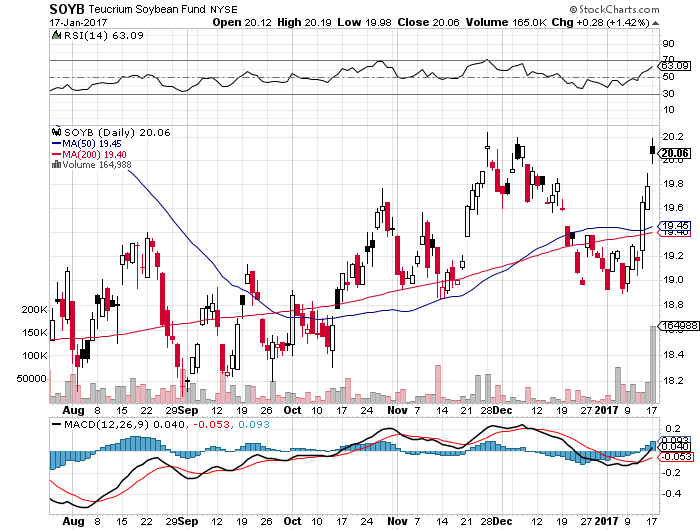 SOYB Teucrium Soybean Fund NYSE © StockCharts.com
17-Jan-2017 Open 20.12 High 20.19 Low 19.98 Close 20.06 Volume 165.0K Chg +0.28 (+1.42%)
RSI(14) 63.09
90
70
63.09
50
30
10
SOYB (Daily) 20.06
MA(50) 19.45
MA(200) 19.40
Volume 164,988
20.2
20.06
20.0
19.8
19.6
19.45
19.40
19.2
19.0
18.8
200K
164988
150K
18.6
100K
18.4
50000
18.2
Aug 8 15 22 29 Sep 12 19 26 Oct 10 17 24 Nov 7 14 21 28 Dec 12 19 27 2017 9 17
MACD(12,26,9) 0.040, -0.053, 0.093
0.2
0.093
0.040
-0.053
-0.2
-0.4
Aug 8 15 22 29 Sep 12 19 26 Oct 10 17 24 Nov 7 14 21 28 Dec 12 19 27 2017 9 17